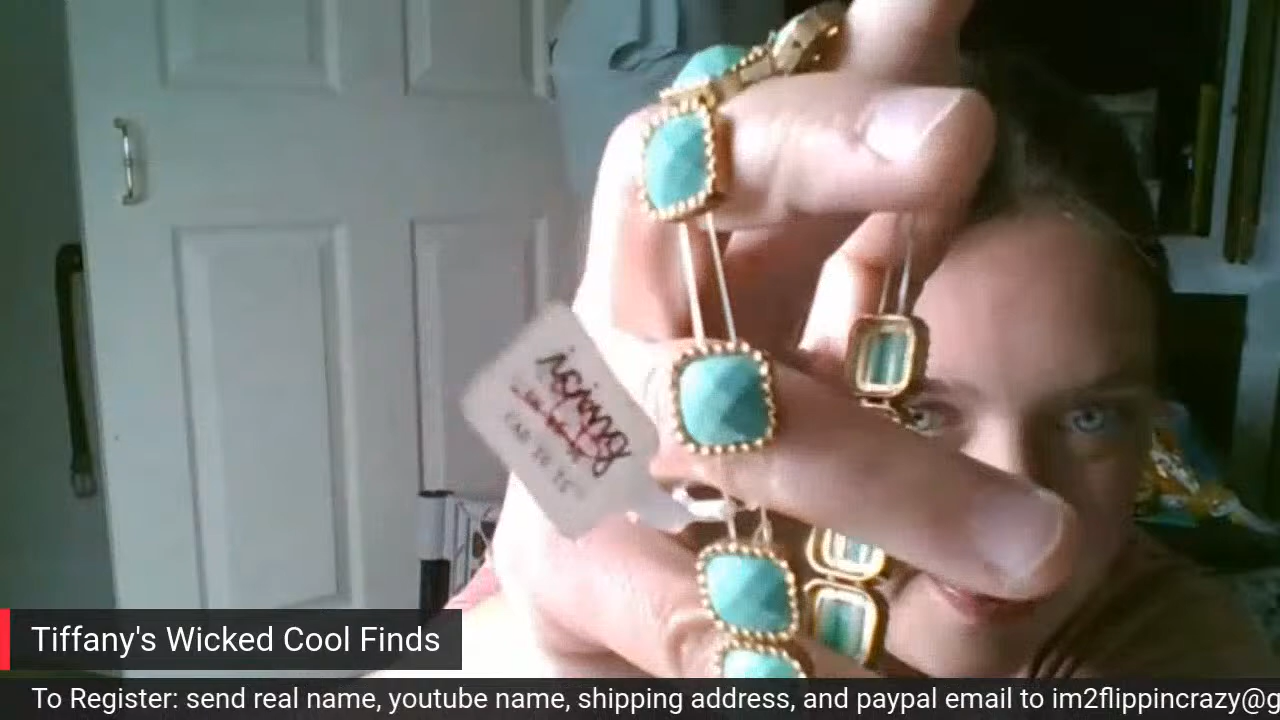 Tiffany's Wicked Cool Finds
To Register: send real name, youtube name, shipping address, and paypal email to im2flippincrazy@g